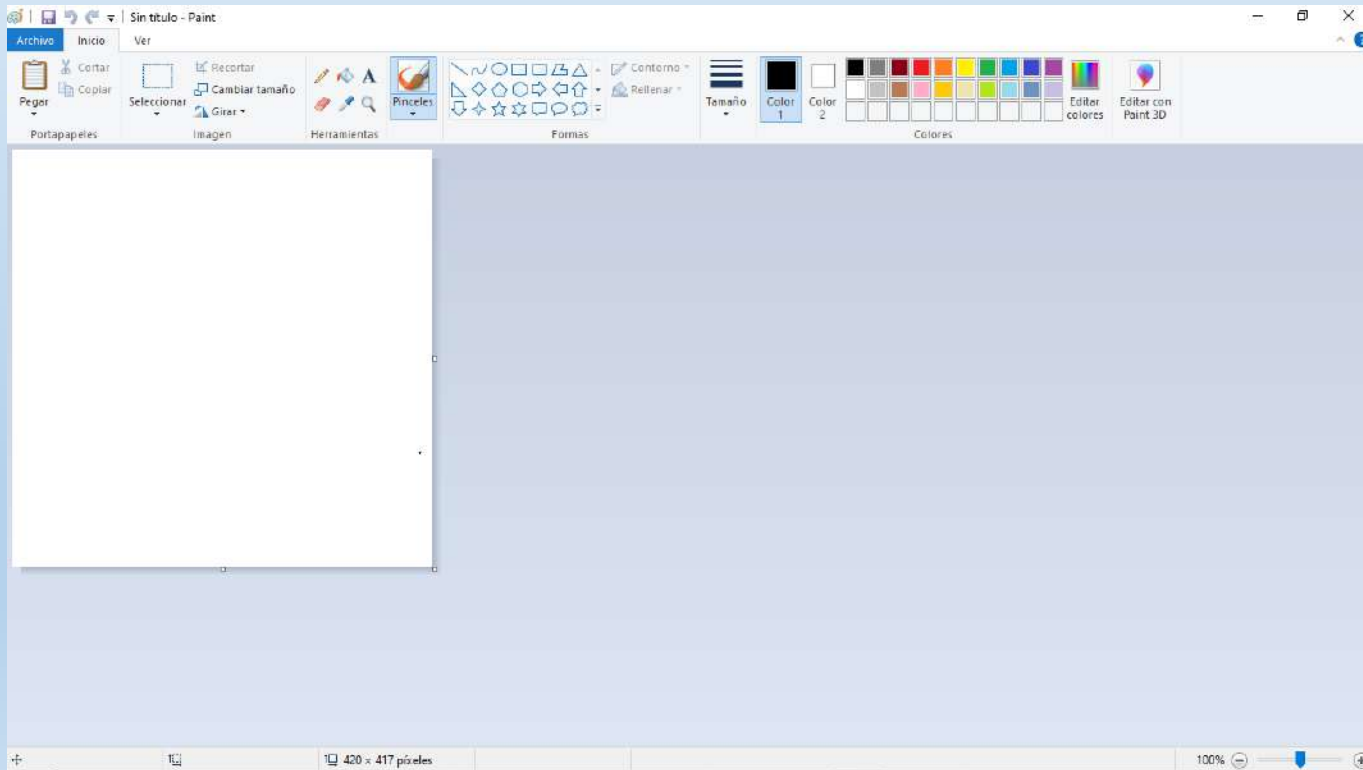 Sin título - Paint
Archivo Inicio Ver
Pegar
Cortar
Copiar
Portapapeles
Seleccionar
Recortar
Cambiar tamaño
Girar
Imagen
A
Herramientas
Pinceles
Contorno
Rellenar
Formas
Tamaño
Color 1
Color 2
Editar colores
Colores
Editar con Paint 3D
420 × 417 píxeles
100%